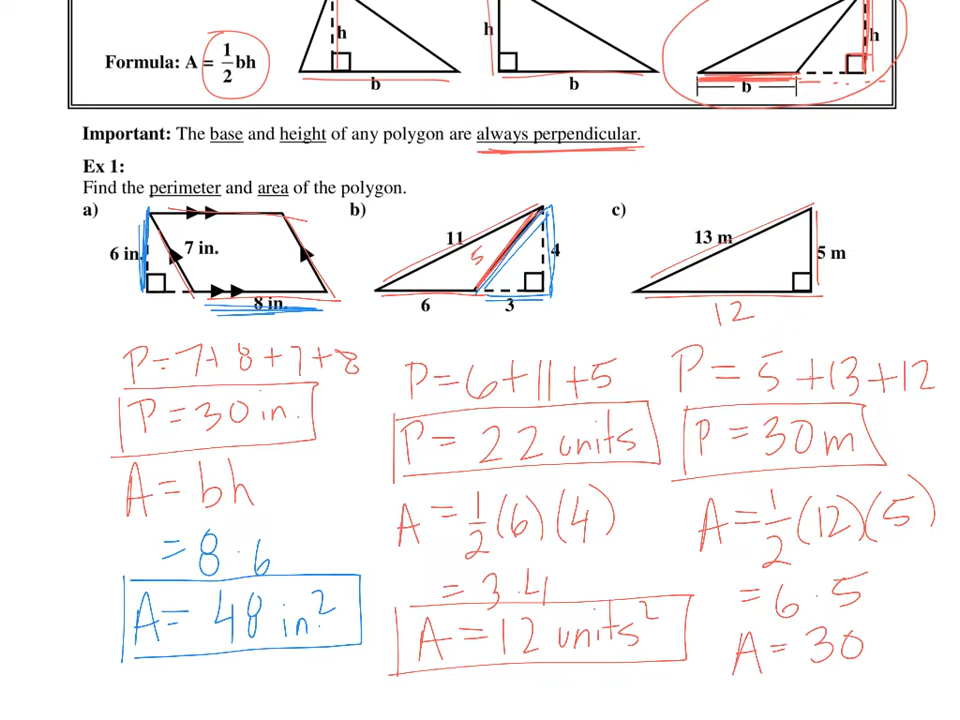 h
h
h
Formula: A = 1/2 bh
b
b
b
Important: The base and height of any polygon are always perpendicular.
Ex 1:
Find the perimeter and area of the polygon.
a)
6 in.
7 in.
8 in.
b)
11
5
4
6
3
c)
13 m
5 m
12
P = 7 + 8 + 7 + 8
P = 30 in.
A = bh
= 8 · 6
A = 48 in.²
P = 6 + 11 + 5
P = 22 units
A = 1/2 (6)(4)
= 3 · 4
A = 12 units²
P = 5 + 13 + 12
P = 30 m
A = 1/2 (12)(5)
= 6 · 5
A = 30